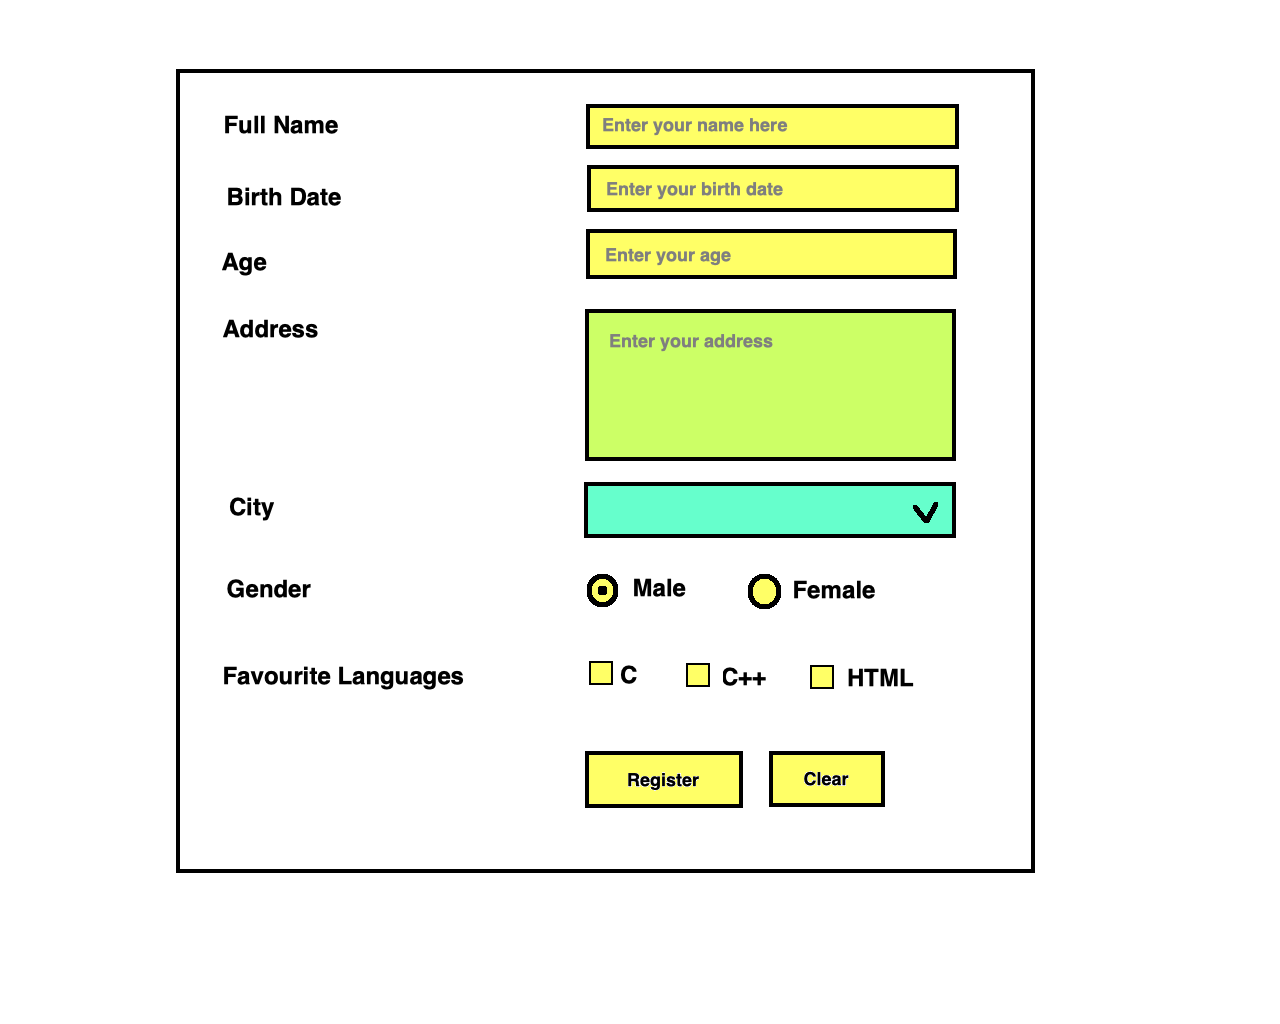 Full Name
Enter your name here
Birth Date
Enter your birth date
Age
Enter your age
Address
Enter your address
City
Gender
Male
Female
Favourite Languages
C
C++
HTML
Register
Clear